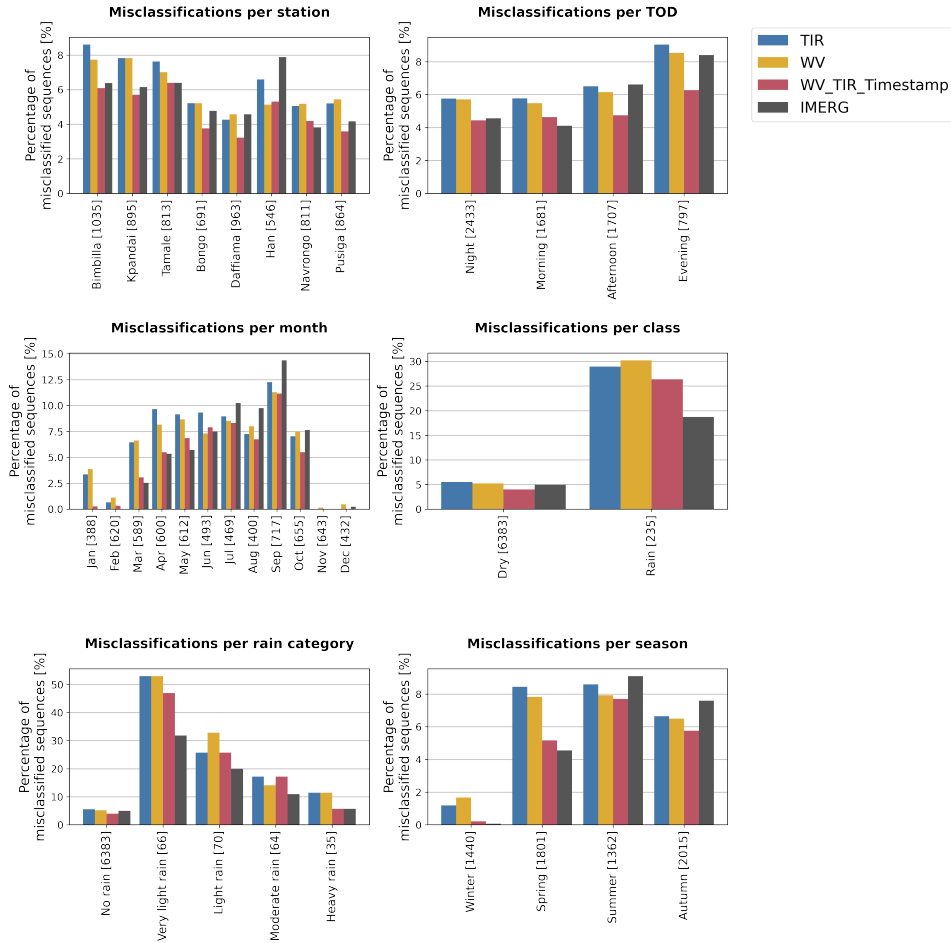 Misclassifications per station
Percentage of
misclassified sequences [%]
8
6
4
2
0
Bimbilla [1035]
Kpandai [895]
Tamale [813]
Bongo [691]
Daffiama [963]
Han [546]
Navrongo [811]
Pusiga [864]
Misclassifications per TOD
Percentage of
misclassified sequences [%]
8
6
4
2
0
Night [2433]
Morning [1681]
Afternoon [1707]
Evening [797]
TIR
WV
WV_TIR_Timestamp
IMERG
Misclassifications per month
Percentage of
misclassified sequences [%]
15.0
12.5
10.0
7.5
5.0
2.5
0.0
Jan [388]
Feb [620]
Mar [589]
Apr [600]
May [612]
Jun [493]
Jul [469]
Aug [400]
Sep [717]
Oct [655]
Nov [643]
Dec [432]
Misclassifications per class
Percentage of
misclassified sequences [%]
30
25
20
15
10
5
0
Dry [6383]
Rain [235]
Misclassifications per rain category
Percentage of
misclassified sequences [%]
50
40
30
20
10
0
No rain [6383]
Very light rain [66]
Light rain [70]
Moderate rain [64]
Heavy rain [35]
Misclassifications per season
Percentage of
misclassified sequences [%]
8
6
4
2
0
Winter [1440]
Spring [1801]
Summer [1362]
Autumn [2015]